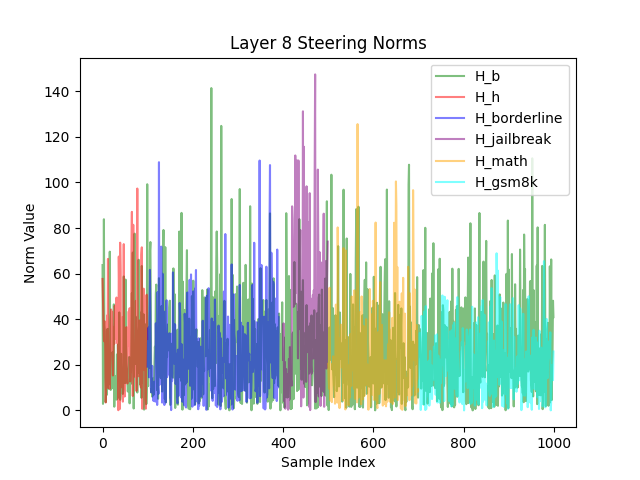 Layer 8 Steering Norms
H_b
H_h
H_borderline
H_jailbreak
H_math
H_gsm8k
Norm Value
140
120
100
80
60
40
20
0
0 200 400 600 800 1000
Sample Index